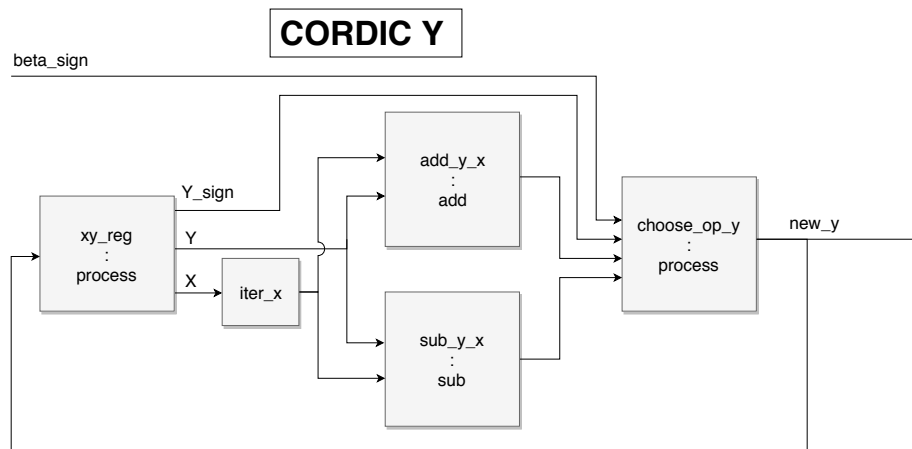 CORDIC Y
beta_sign
Y_sign
Y
X
xy_reg
:
process
iter_x
add_y_x
:
add
sub_y_x
:
sub
choose_op_y
:
process
new_y